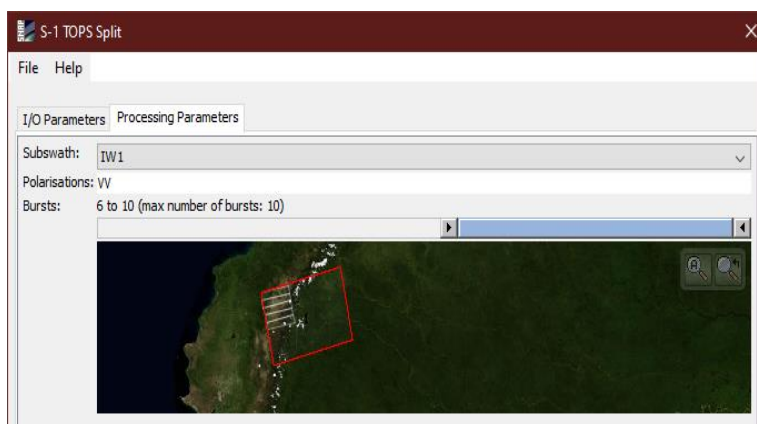 S-1 TOPS Split
File Help
I/O Parameters Processing Parameters
Subswath: IW1
Polarisations: VV
Bursts: 6 to 10 (max number of bursts: 10)